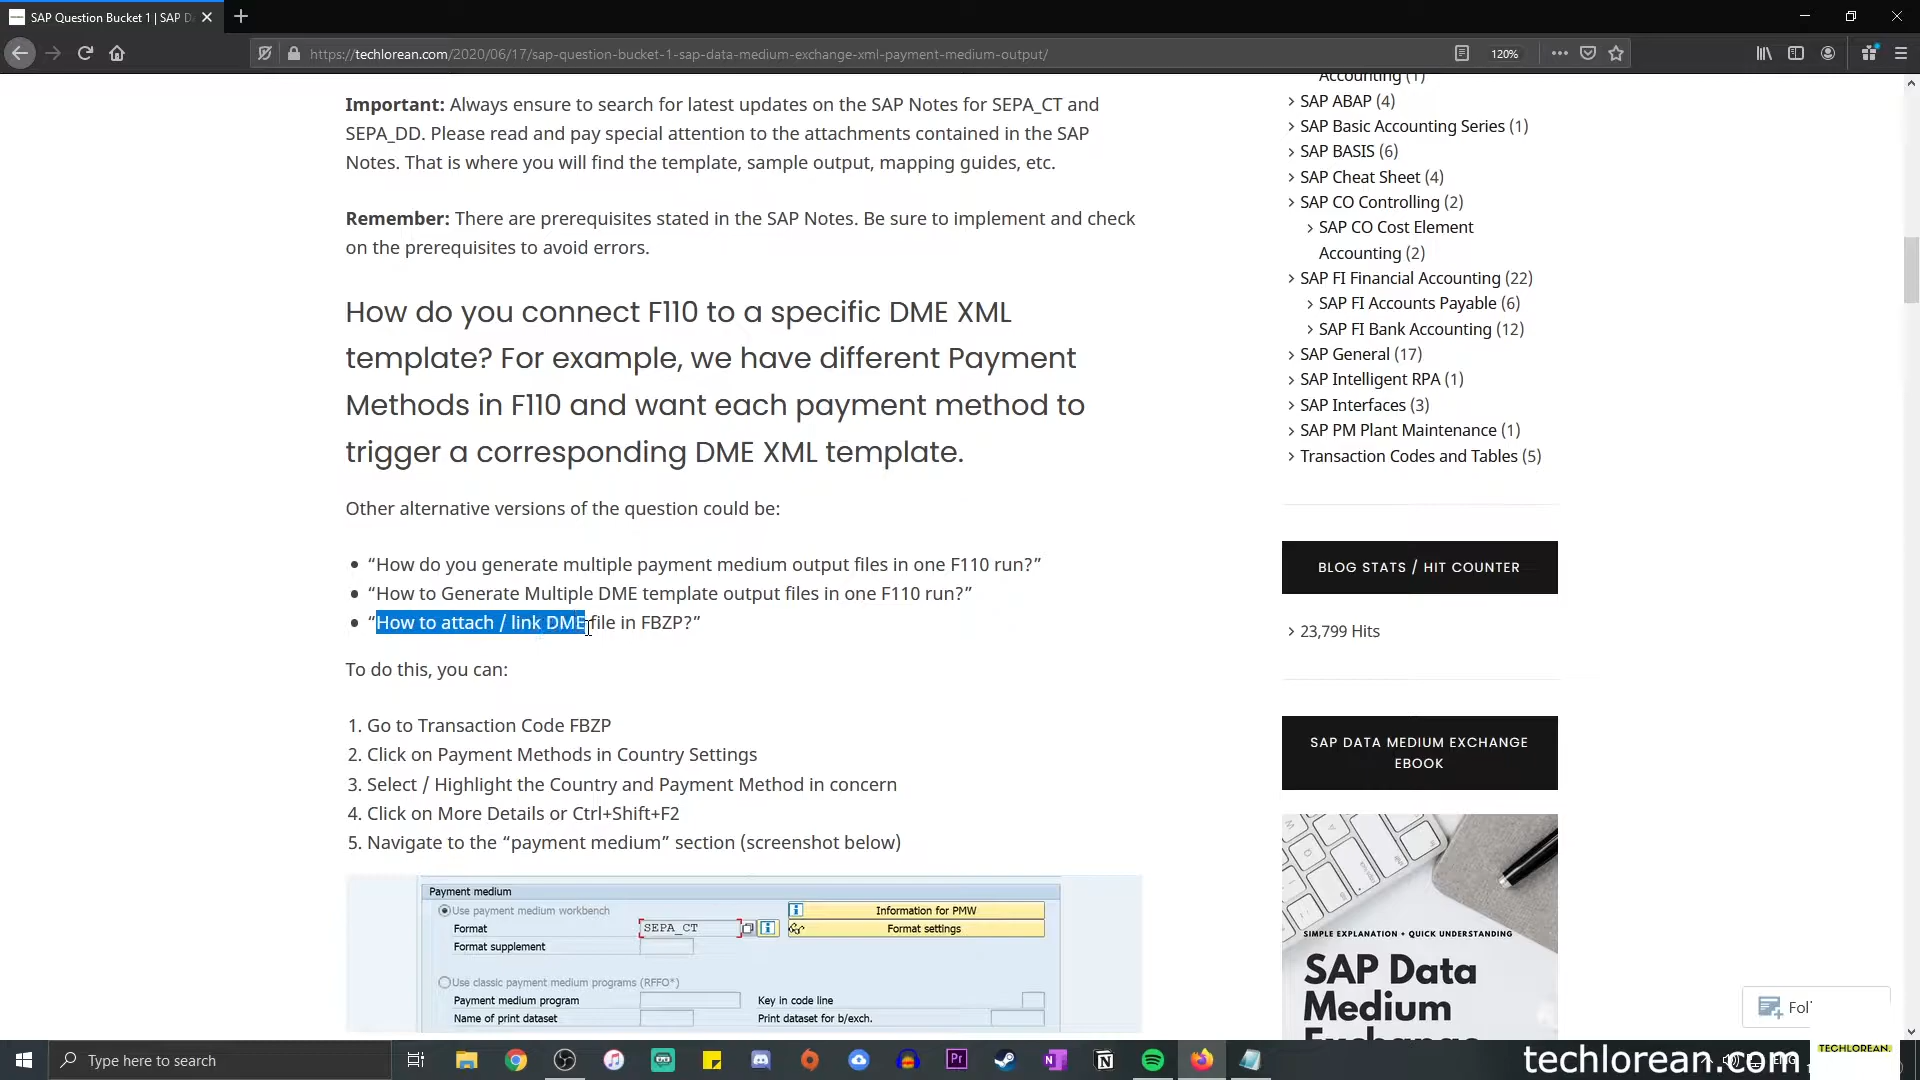 SAP Question Bucket 1 | SAP D
https://techlorean.com/2020/06/17/sap-question-bucket-1-sap-data-medium-exchange-xml-payment-medium-output/
120%
Important: Always ensure to search for latest updates on the SAP Notes for SEPA_CT and
SEPA_DD. Please read and pay special attention to the attachments contained in the SAP
Notes. That is where you will find the template, sample output, mapping guides, etc.
Remember: There are prerequisites stated in the SAP Notes. Be sure to implement and check
on the prerequisites to avoid errors.
How do you connect F110 to a specific DME XML
template? For example, we have different Payment
Methods in F110 and want each payment method to
trigger a corresponding DME XML template.
Other alternative versions of the question could be:
• “How do you generate multiple payment medium output files in one F110 run?”
• “How to Generate Multiple DME template output files in one F110 run?”
• “How to attach / link DME file in FBZP?”
To do this, you can:
1. Go to Transaction Code FBZP
2. Click on Payment Methods in Country Settings
3. Select / Highlight the Country and Payment Method in concern
4. Click on More Details or Ctrl+Shift+F2
5. Navigate to the “payment medium” section (screenshot below)
Payment medium
Use payment medium workbench
Information for PMW
Format SEPA_CT
Format settings
Format supplement
Use classic payment medium programs (RFFO*)
Payment medium program Key in code line
Name of print dataset Print dataset for b/exch.
Accounting (1)
SAP ABAP (4)
SAP Basic Accounting Series (1)
SAP BASIS (6)
SAP Cheat Sheet (4)
SAP CO Controlling (2)
SAP CO Cost Element
Accounting (2)
SAP FI Financial Accounting (22)
SAP FI Accounts Payable (6)
SAP FI Bank Accounting (12)
SAP General (17)
SAP Intelligent RPA (1)
SAP Interfaces (3)
SAP PM Plant Maintenance (1)
Transaction Codes and Tables (5)
BLOG STATS / HIT COUNTER
23,799 Hits
SAP DATA MEDIUM EXCHANGE
EBOOK
SIMPLE EXPLANATION + QUICK UNDERSTANDING
SAP Data
Medium
Exchange
Fol
Type here to search
Pr
techlorean.com
TECHLOREAN.